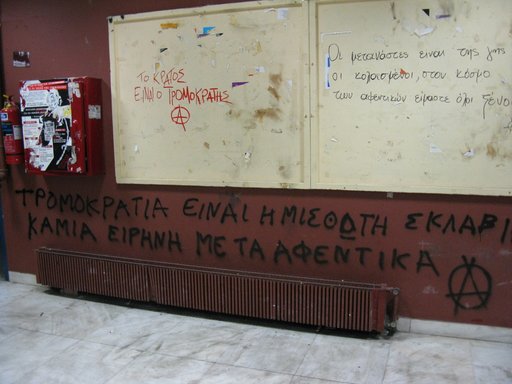 ΤΟ ΚΡΑΤΟΣ
ΕΙΝΑΙ Ο ΤΡΟΜΟΚΡΑΤΗΣ
Οι μετανάστες είναι της γης
οι κολασμένοι, στον κόσμο
των αφεντικών είμαστε όλοι ξένοι
ΤΡΟΜΟΚΡΑΤΙΑ ΕΙΝΑΙ Η ΜΙΣΘΩΤΗ ΣΚΛΑΒΙ
ΚΑΜΙΑ ΕΙΡΗΝΗ ΜΕ ΤΑ ΑΦΕΝΤΙΚΑ